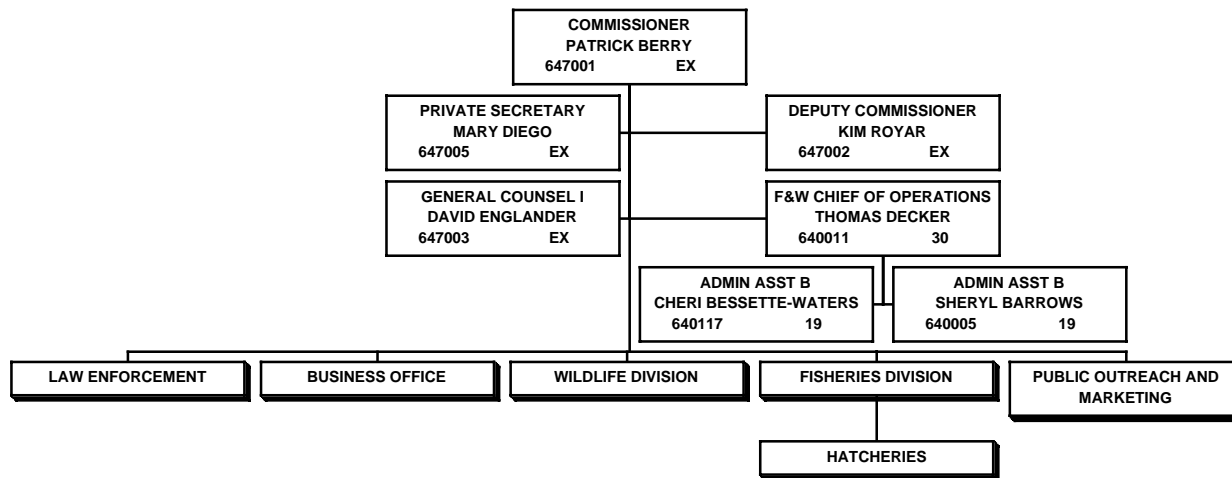 COMMISSIONER
PATRICK BERRY
647001 EX
PRIVATE SECRETARY
MARY DIEGO
647005 EX
DEPUTY COMMISSIONER
KIM ROYAR
647002 EX
GENERAL COUNSEL I
DAVID ENGLANDER
647003 EX
F&W CHIEF OF OPERATIONS
THOMAS DECKER
640011 30
ADMIN ASST B
CHERI BESSETTE-WATERS
640117 19
ADMIN ASST B
SHERYL BARROWS
640005 19
LAW ENFORCEMENT
BUSINESS OFFICE
WILDLIFE DIVISION
FISHERIES DIVISION
PUBLIC OUTREACH AND
MARKETING
HATCHERIES